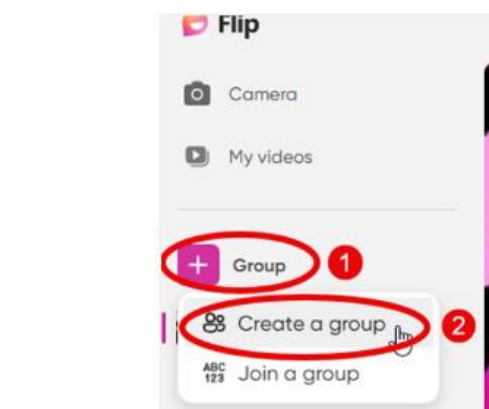 Flip
Camera
My videos
+ Group 1
Create a group 2
ABC
123
Join a group